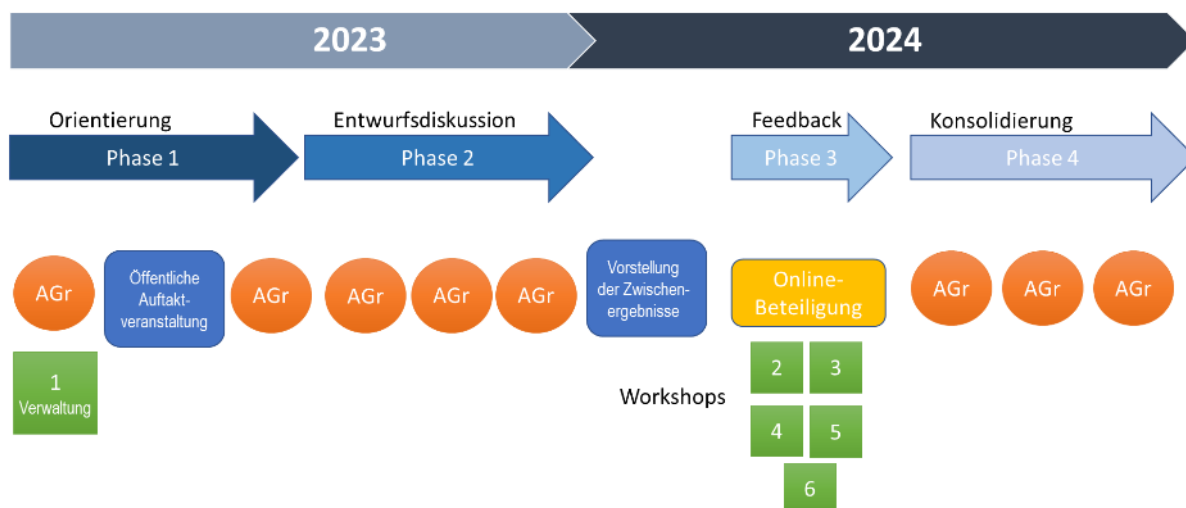 2023
2024
Orientierung
Phase 1
Entwurfsdiskussion
Phase 2
Feedback
Phase 3
Konsolidierung
Phase 4
AGr
Öffentliche
Auftakt-
veranstaltung
AGr
AGr
AGr
AGr
Vorstellung
der Zwischen-
ergebnisse
Online-
Beteiligung
AGr
AGr
AGr
1
Verwaltung
Workshops
2
3
4
5
6